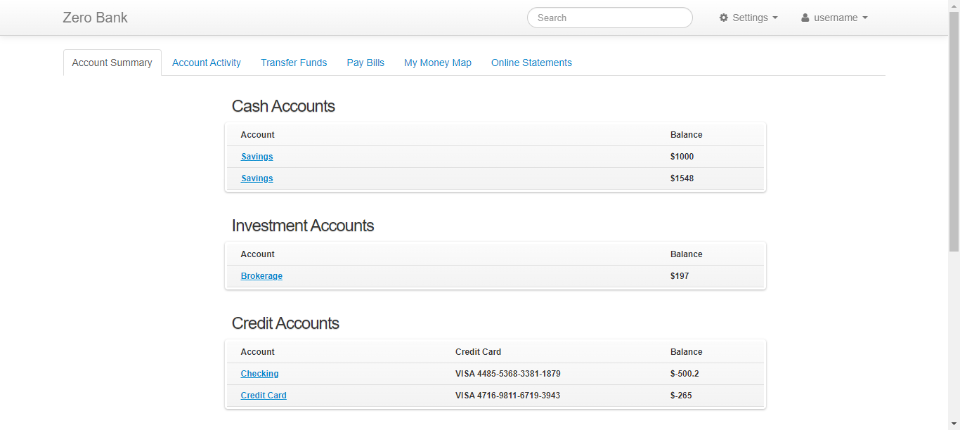 Zero Bank Search Settings username
Account Summary Account Activity Transfer Funds Pay Bills My Money Map Online Statements
Cash Accounts
Account Balance
Savings $1000
Savings $1548
Investment Accounts
Account Balance
Brokerage $197
Credit Accounts
Account Credit Card Balance
Checking VISA 4485-5368-3381-1879 $-500.2
Credit Card VISA 4716-9811-6719-3943 $-265